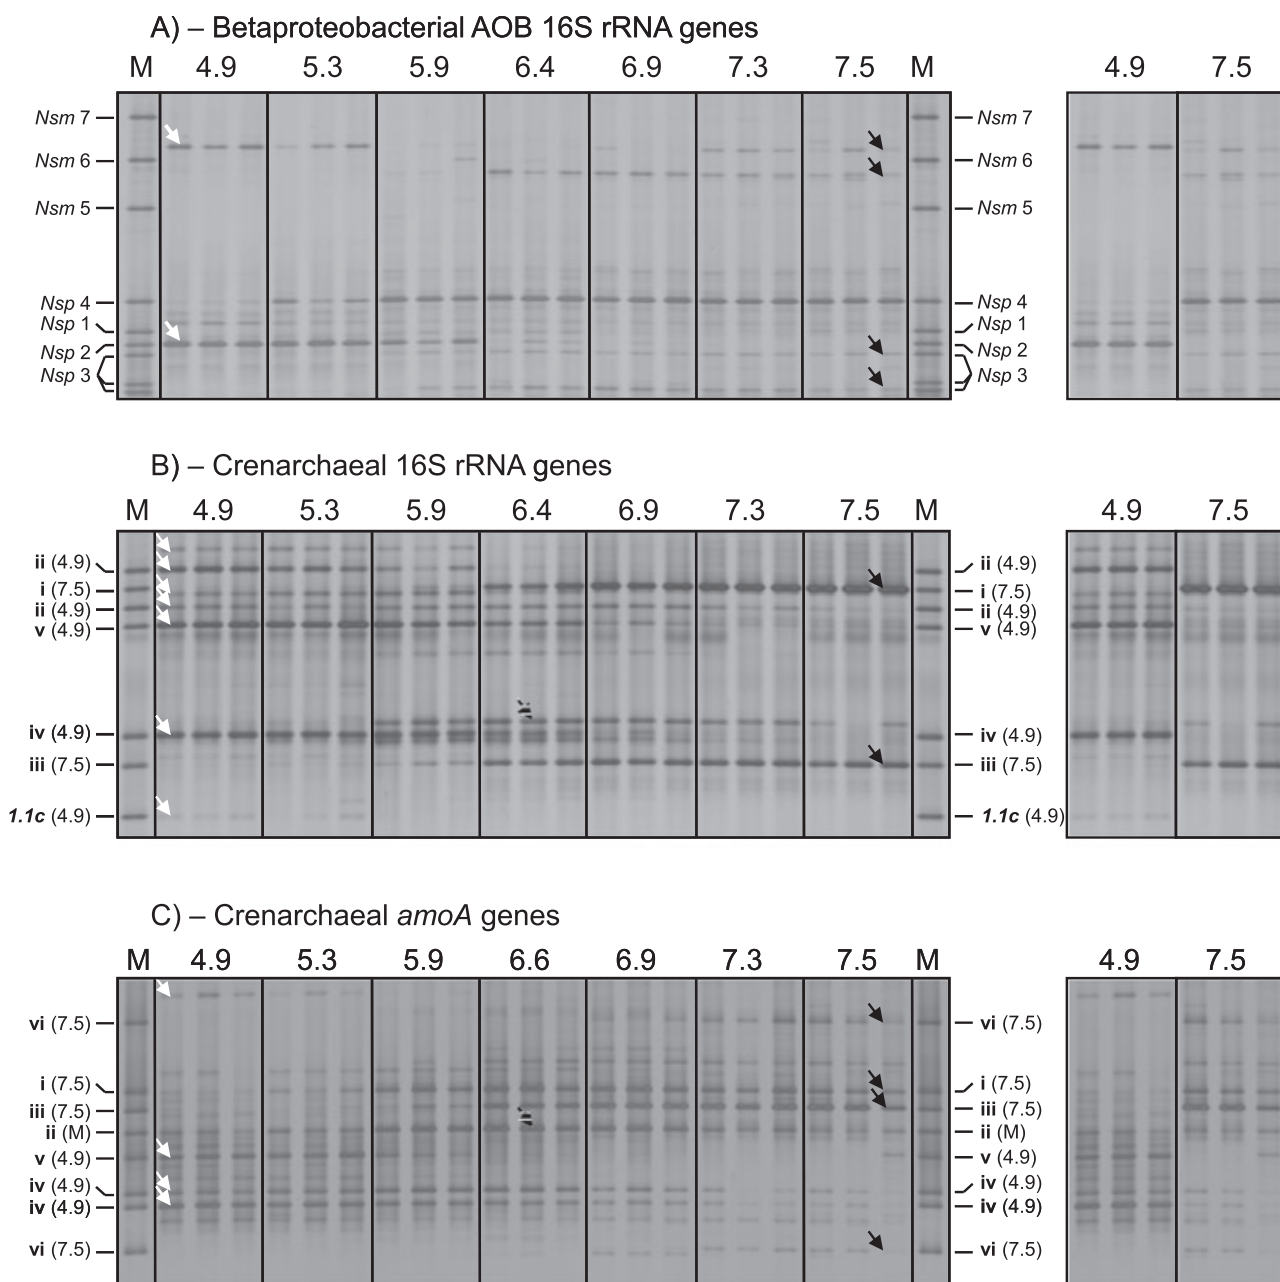 A) – Betaproteobacterial AOB 16S rRNA genes
M 4.9 5.3 5.9 6.4 6.9 7.3 7.5 M 4.9 7.5
Nsm 7 Nsm 7
Nsm 6 Nsm 6
Nsm 5 Nsm 5
Nsp 4 Nsp 4
Nsp 1 Nsp 1
Nsp 2 Nsp 2
Nsp 3 Nsp 3
B) – Crenarchaeal 16S rRNA genes
M 4.9 5.3 5.9 6.4 6.9 7.3 7.5 M 4.9 7.5
ii (4.9) ii (4.9)
i (7.5) i (7.5)
ii (4.9) ii (4.9)
v (4.9) v (4.9)
iv (4.9) iv (4.9)
iii (7.5) iii (7.5)
1.1c (4.9) 1.1c (4.9)
C) – Crenarchaeal amoA genes
M 4.9 5.3 5.9 6.6 6.9 7.3 7.5 M 4.9 7.5
vi (7.5) vi (7.5)
i (7.5) i (7.5)
iii (7.5) iii (7.5)
ii (M) ii (M)
v (4.9) v (4.9)
iv (4.9) iv (4.9)
iv (4.9) iv (4.9)
vi (7.5) vi (7.5)